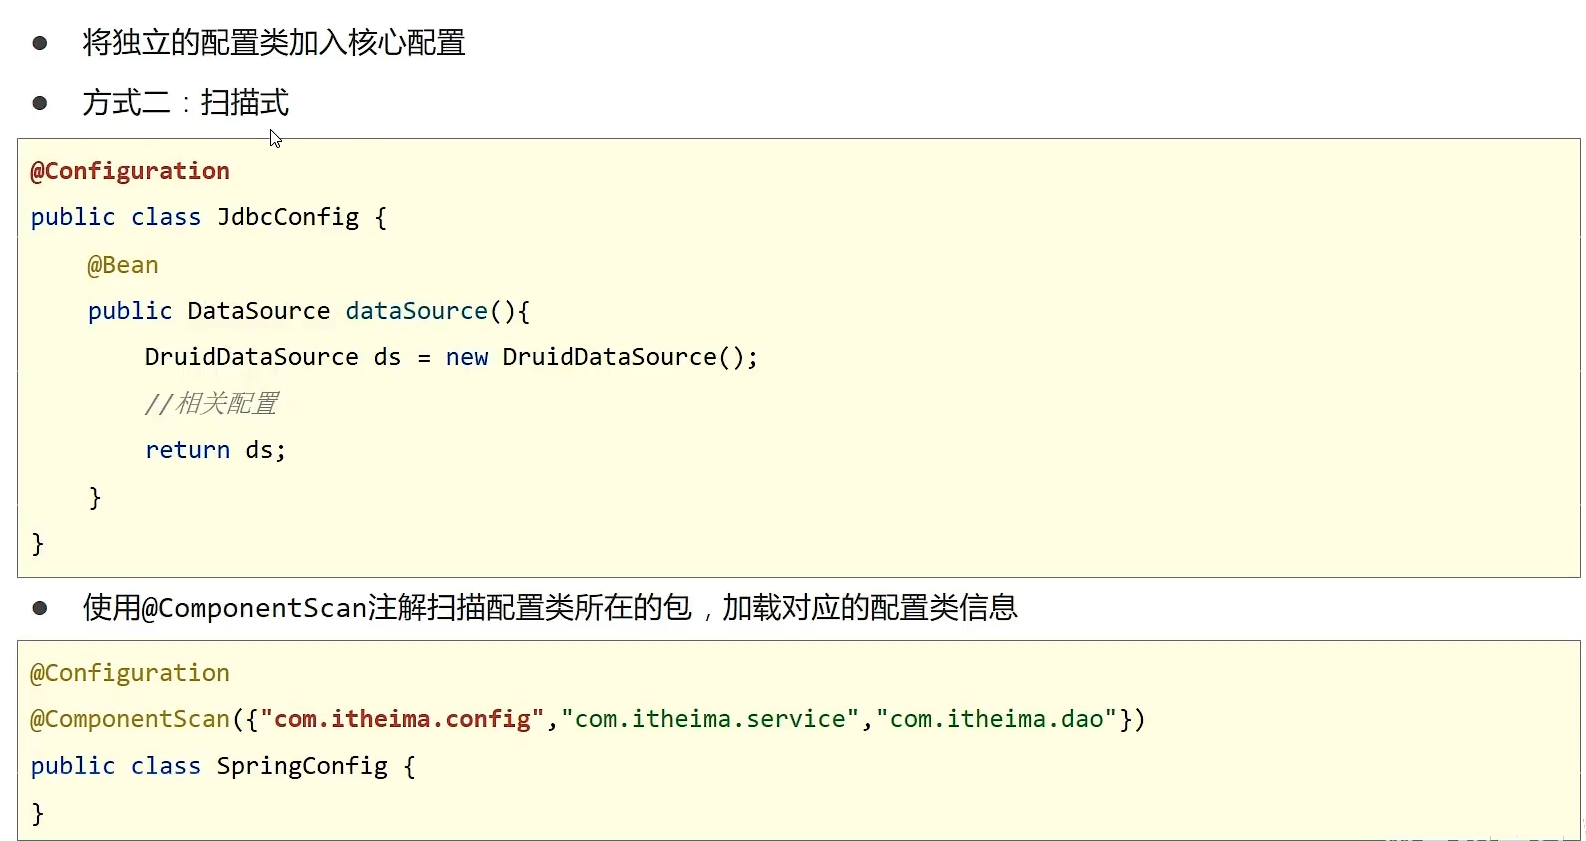 ● 将独立的配置类加入核心配置
● 方式二：扫描式
@Configuration
public class JdbcConfig {
    @Bean
    public DataSource dataSource(){
        DruidDataSource ds = new DruidDataSource();
        //相关配置
        return ds;
    }
}
● 使用@ComponentScan注解扫描配置类所在的包，加载对应的配置类信息
@Configuration
@ComponentScan({"com.itheima.config","com.itheima.service","com.itheima.dao"})
public class SpringConfig {
}